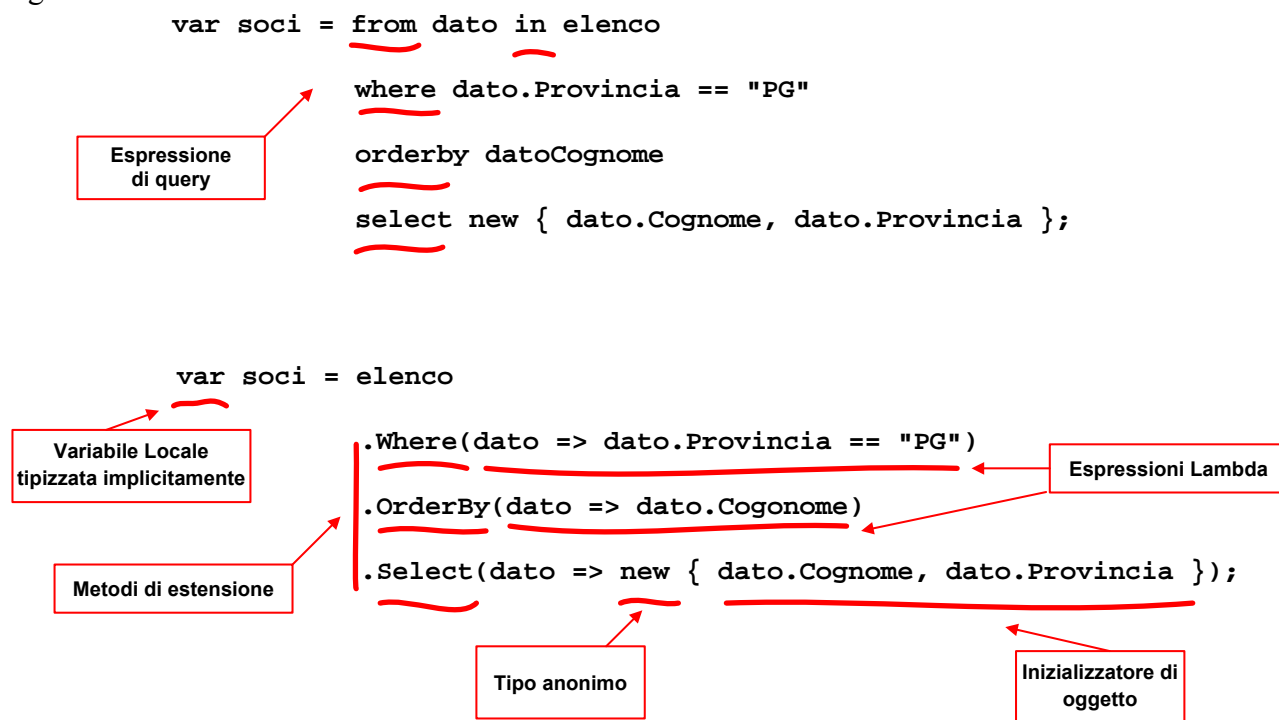 var soci = from dato in elenco
where dato.Provincia == "PG"
Espressione
di query
orderby datoCognome
select new { dato.Cognome, dato.Provincia };
var soci = elenco
Variabile Locale
tipizzata implicitamente
.Where(dato => dato.Provincia == "PG")
Espressioni Lambda
.OrderBy(dato => dato.Cogonome)
Metodi di estensione
.Select(dato => new { dato.Cognome, dato.Provincia });
Tipo anonimo
Inizializzatore di
oggetto